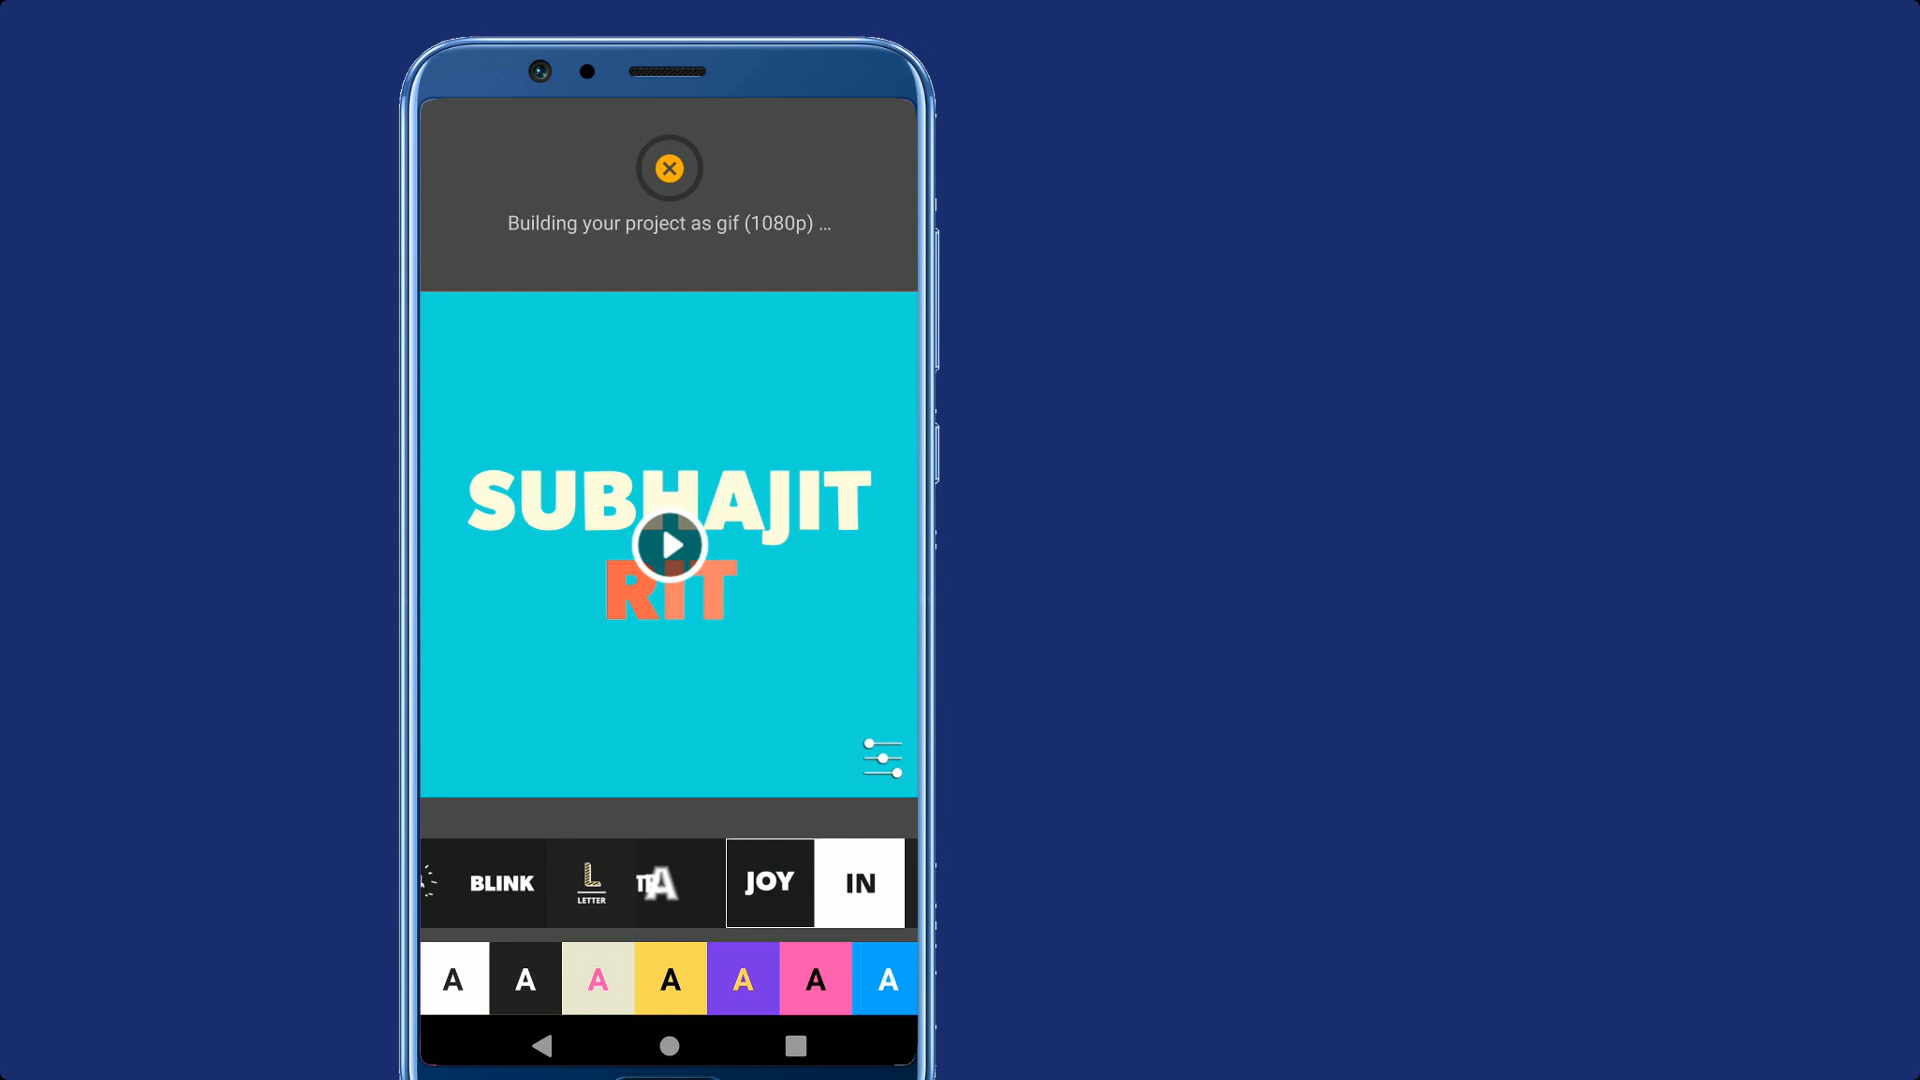 Building your project as gif (1080p) ...
SUBHAJIT
RIT
BLINK
L
LETTER
A
JOY
IN
A A A A A A A